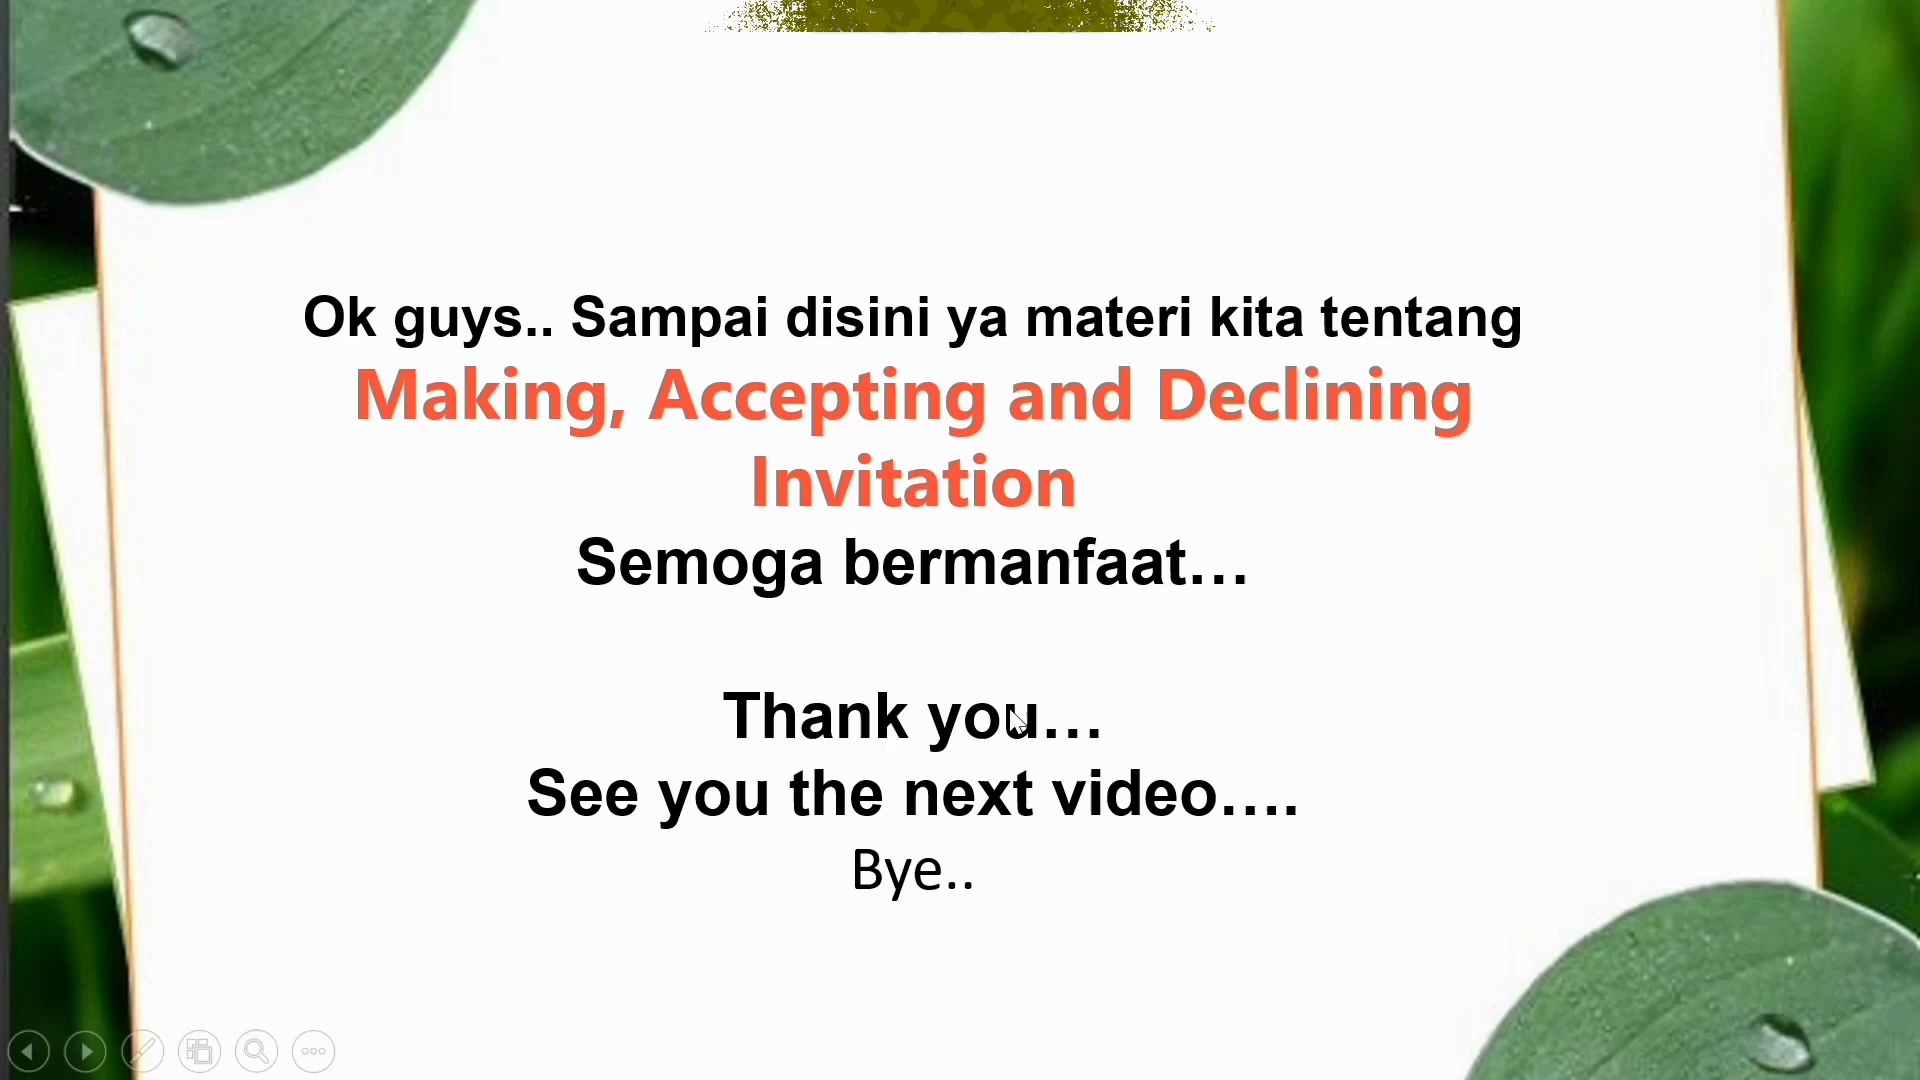 Ok guys.. Sampai disini ya materi kita tentang
Making, Accepting and Declining
Invitation
Semoga bermanfaat…
Thank you…
See you the next video….
Bye..